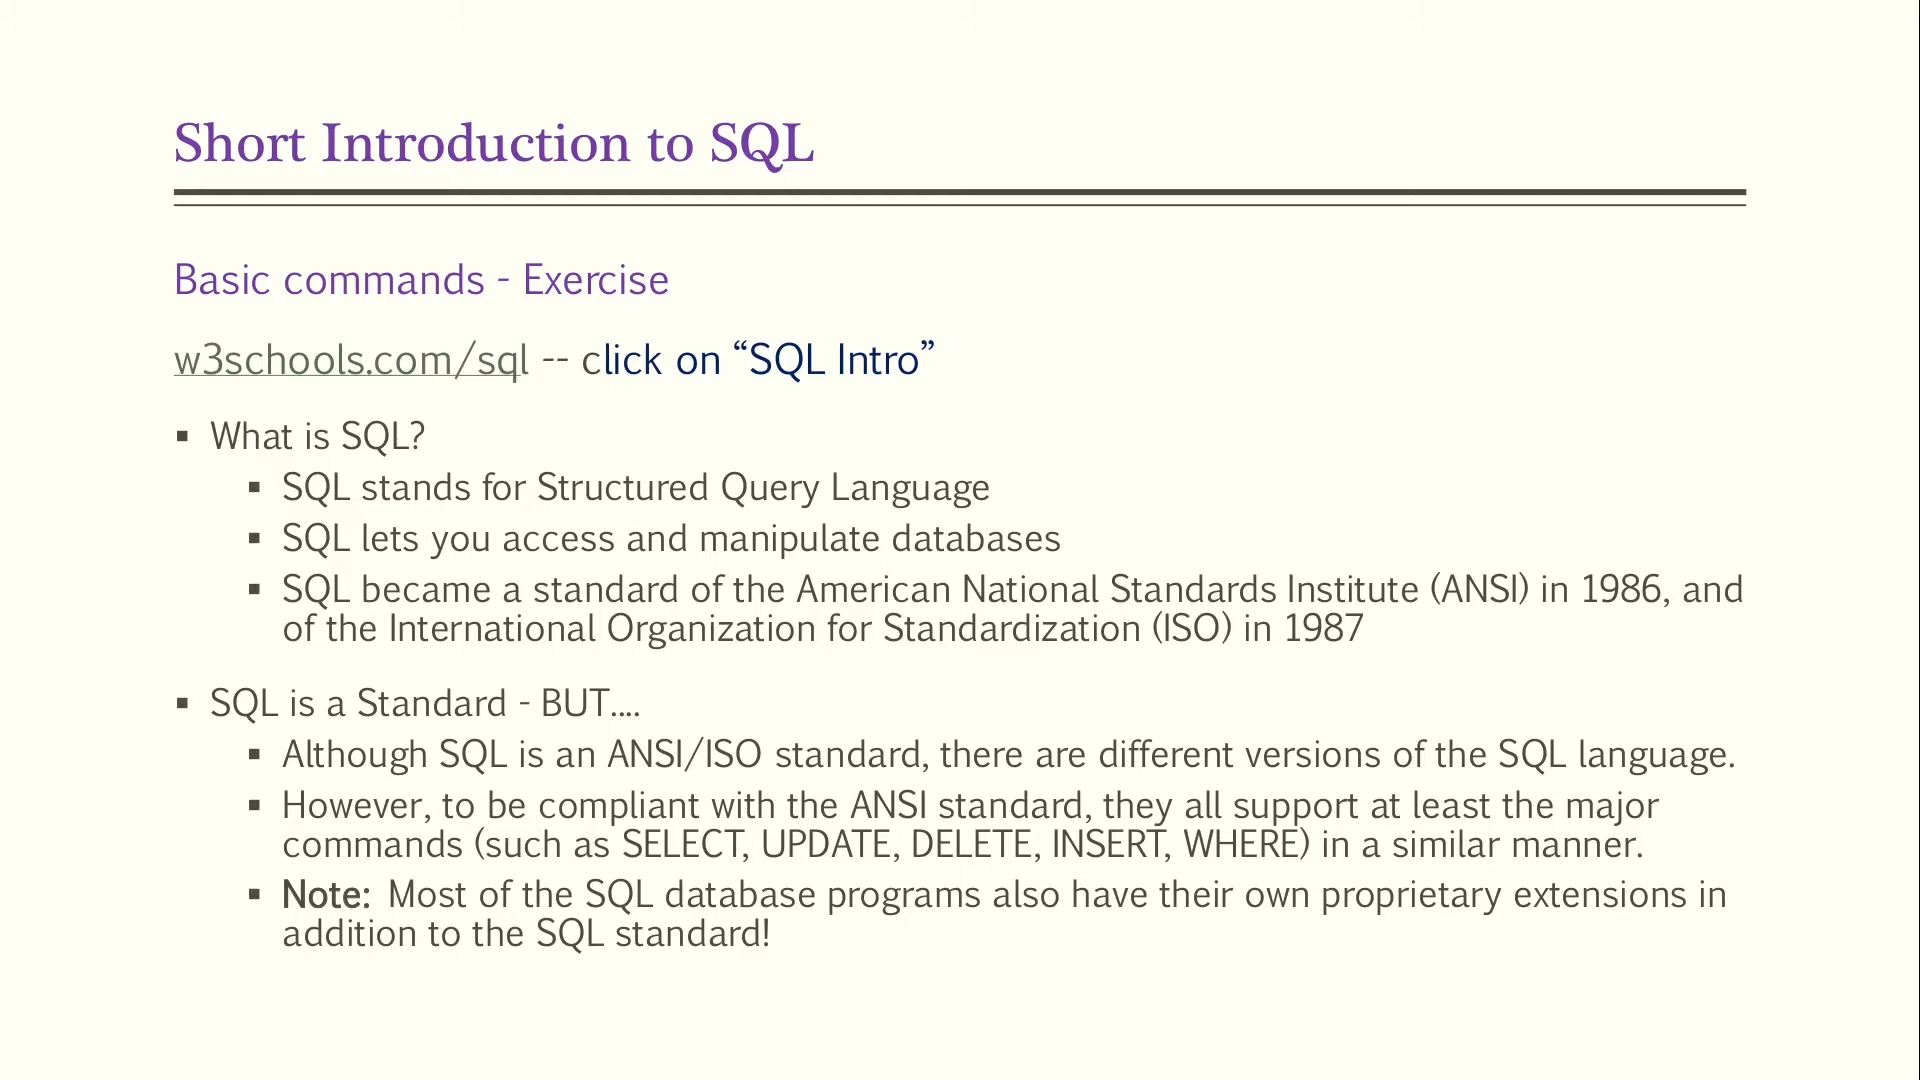 Short Introduction to SQL
Basic commands - Exercise
w3schools.com/sql -- click on “SQL Intro”
▪ What is SQL?
▪ SQL stands for Structured Query Language
▪ SQL lets you access and manipulate databases
▪ SQL became a standard of the American National Standards Institute (ANSI) in 1986, and
of the International Organization for Standardization (ISO) in 1987
▪ SQL is a Standard - BUT....
▪ Although SQL is an ANSI/ISO standard, there are different versions of the SQL language.
▪ However, to be compliant with the ANSI standard, they all support at least the major
commands (such as SELECT, UPDATE, DELETE, INSERT, WHERE) in a similar manner.
▪ Note: Most of the SQL database programs also have their own proprietary extensions in
addition to the SQL standard!